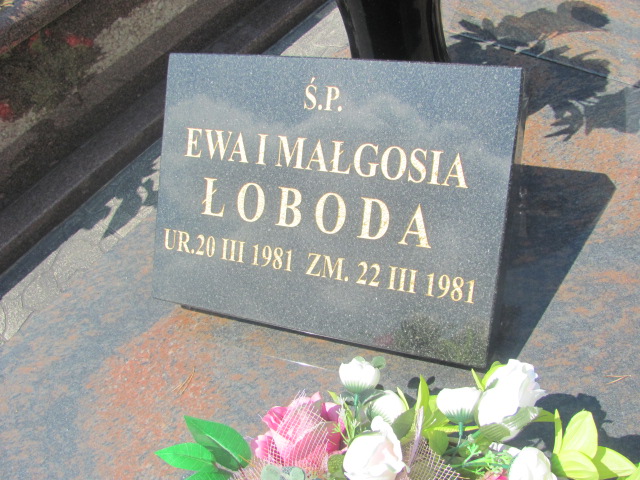 Ś.P.
EWA I MAŁGOSIA
ŁOBODA
UR.20 III 1981 ZM. 22 III 1981